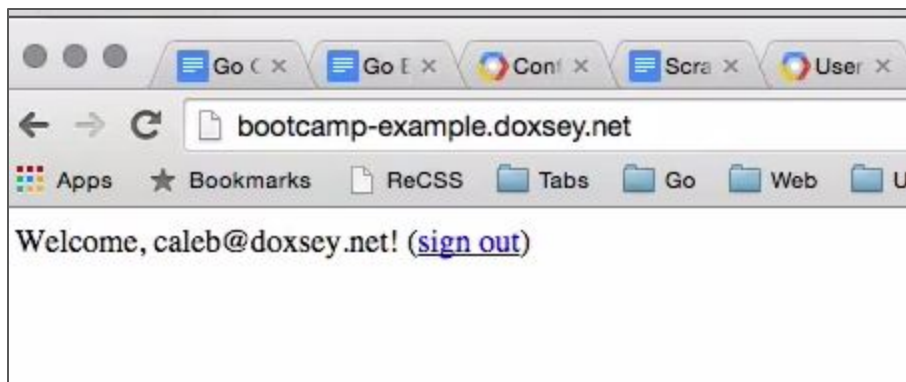 Go C
Go E
Cont
Scra
User
bootcamp-example.doxsey.net
Apps Bookmarks ReCSS Tabs Go Web U
Welcome, caleb@doxsey.net! (sign out)